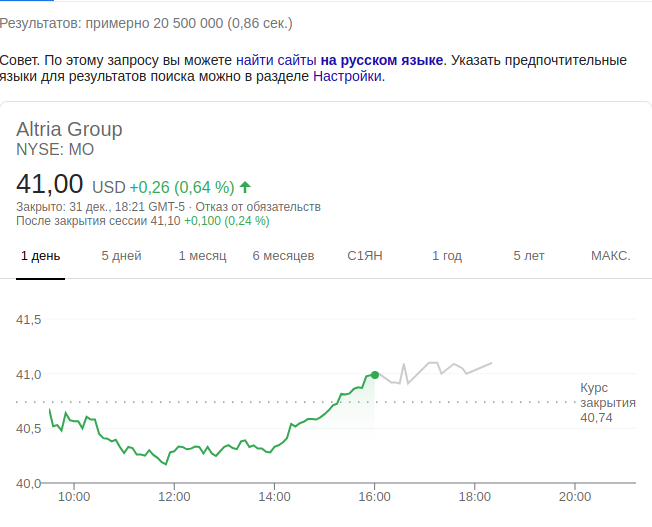 Результатов: примерно 20 500 000 (0,86 сек.)
Совет. По этому запросу вы можете найти сайты на русском языке. Указать предпочтительные
языки для результатов поиска можно в разделе Настройки.
Altria Group
NYSE: MO
41,00 USD +0,26 (0,64 %)
Закрыто: 31 дек., 18:21 GMT-5 · Отказ от обязательств
После закрытия сессии 41,10 +0,100 (0,24 %)
1 день 5 дней 1 месяц 6 месяцев С1ЯН 1 год 5 лет МАКС.
41,5
41,0
Курс
закрытия
40,74
40,5
40,0
10:00 12:00 14:00 16:00 18:00 20:00